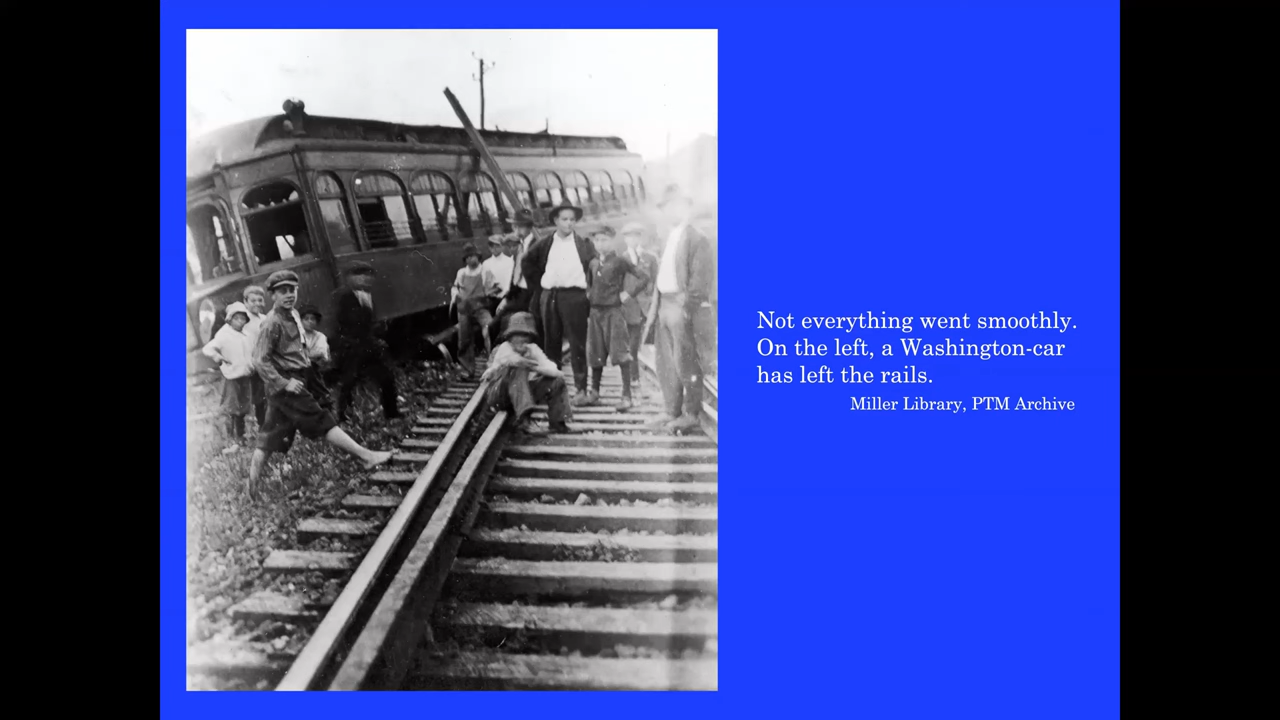 Not everything went smoothly.
On the left, a Washington-car
has left the rails.
Miller Library, PTM Archive